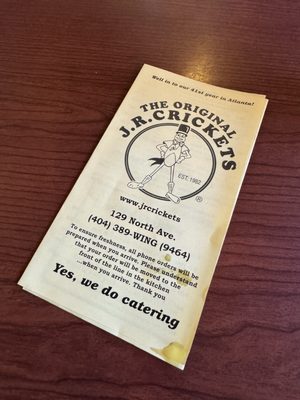 Well in to our 41st year in Atlanta!
THE ORIGINAL
J.R. CRICKETS
EST. 1982
®
www.jrcrickets
129 North Ave.
(404) 389-WING (9464)
To ensure freshness, all phone orders will be
prepared when you arrive. Please understand
that your order will be moved to the
front of the line in the kitchen
when you arrive. Thank you
Yes, we do catering